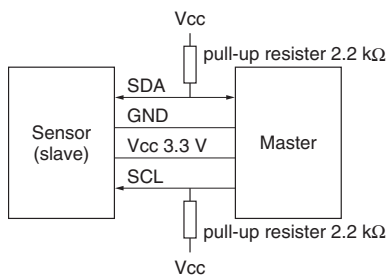 Vcc
pull-up resister 2.2 kΩ
SDA
GND
Sensor
(slave)
Vcc 3.3 V
Master
SCL
pull-up resister 2.2 kΩ
Vcc